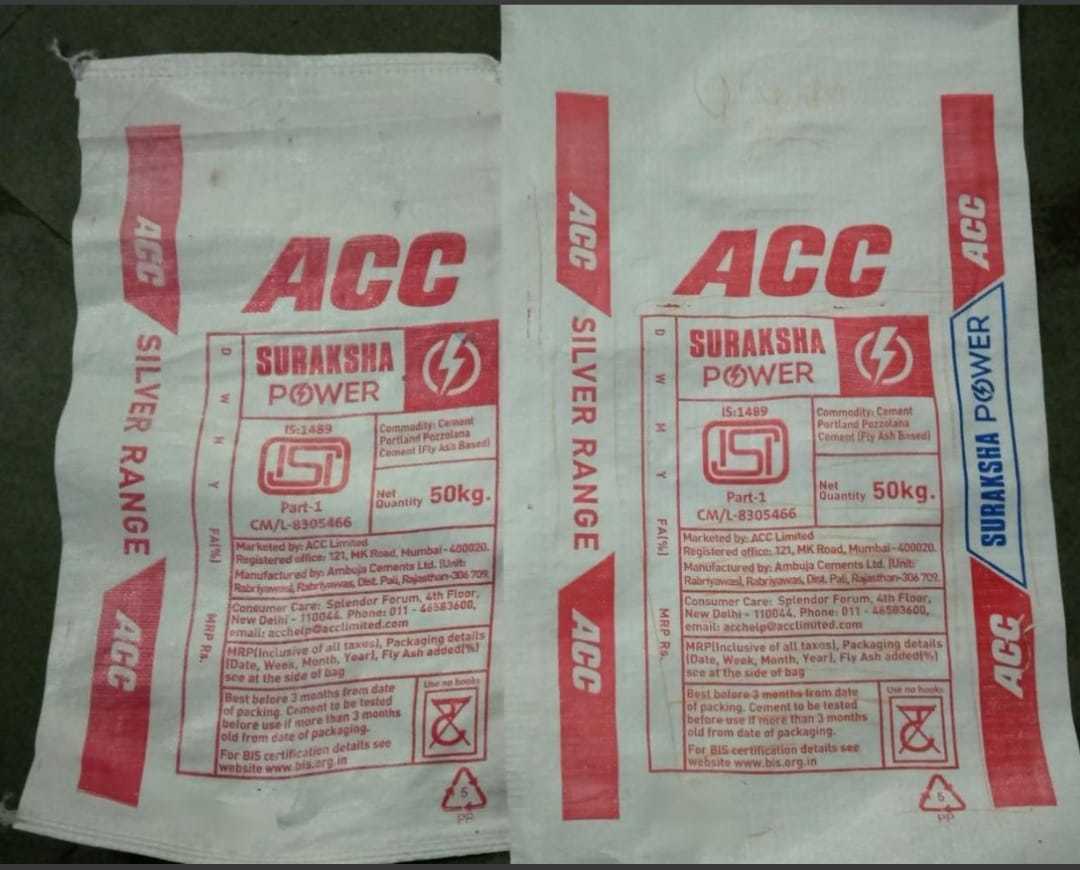 ACC
SILVER RANGE
ACC
ACC
D W H Y FA(%) MRP Rs.
SURAKSHA
POWER
IS:1489
ISI
Part-1
CM/L-8305466
Commodity: Cement
Portland Pozzolana
Cement (Fly Ash Based)
Net
Quantity 50kg.
Marketed by: ACC Limited
Registered office: 121, MK Road, Mumbai-400020.
Manufactured by: Ambuja Cements Ltd. (Unit:
Rabriyawas), Rabriyawas, Dist. Pali, Rajasthan-306 709.
Consumer Care: Splendor Forum, 4th Floor,
New Delhi - 110044. Phone: 011 - 46583600,
email: acchelp@acclimited.com
MRP(Inclusive of all taxes), Packaging details
(Date, Week, Month, Year), Fly Ash added(%)
see at the side of bag
Best before 3 months from date
of packing. Cement to be tested
before use if more than 3 months
old from date of packaging.
For BIS certification details see
website www.bis.org.in
Use no hooks
5
PP
ACC
SILVER RANGE
ACC
ACC
D W M Y FA(%) MRP Rs.
SURAKSHA
POWER
IS:1489
ISI
Part-1
CM/L-8305466
Commodity: Cement
Portland Pozzolana
Cement (Fly Ash Based)
Net
Quantity 50kg.
Marketed by: ACC Limited
Registered office: 121, MK Road, Mumbai-400020.
Manufactured by: Ambuja Cements Ltd. (Unit:
Rabriyawas), Rabriyawas, Dist. Pali, Rajasthan-306 709.
Consumer Care: Splendor Forum, 4th Floor,
New Delhi - 110044. Phone: 011 - 46583600,
email: acchelp@acclimited.com
MRP(Inclusive of all taxes), Packaging details
(Date, Week, Month, Year), Fly Ash added(%)
see at the side of bag
Best before 3 months from date
of packing. Cement to be tested
before use if more than 3 months
old from date of packaging.
For BIS certification details see
website www.bis.org.in
Use no hooks
5
PP
ACC
SURAKSHA POWER
ACC